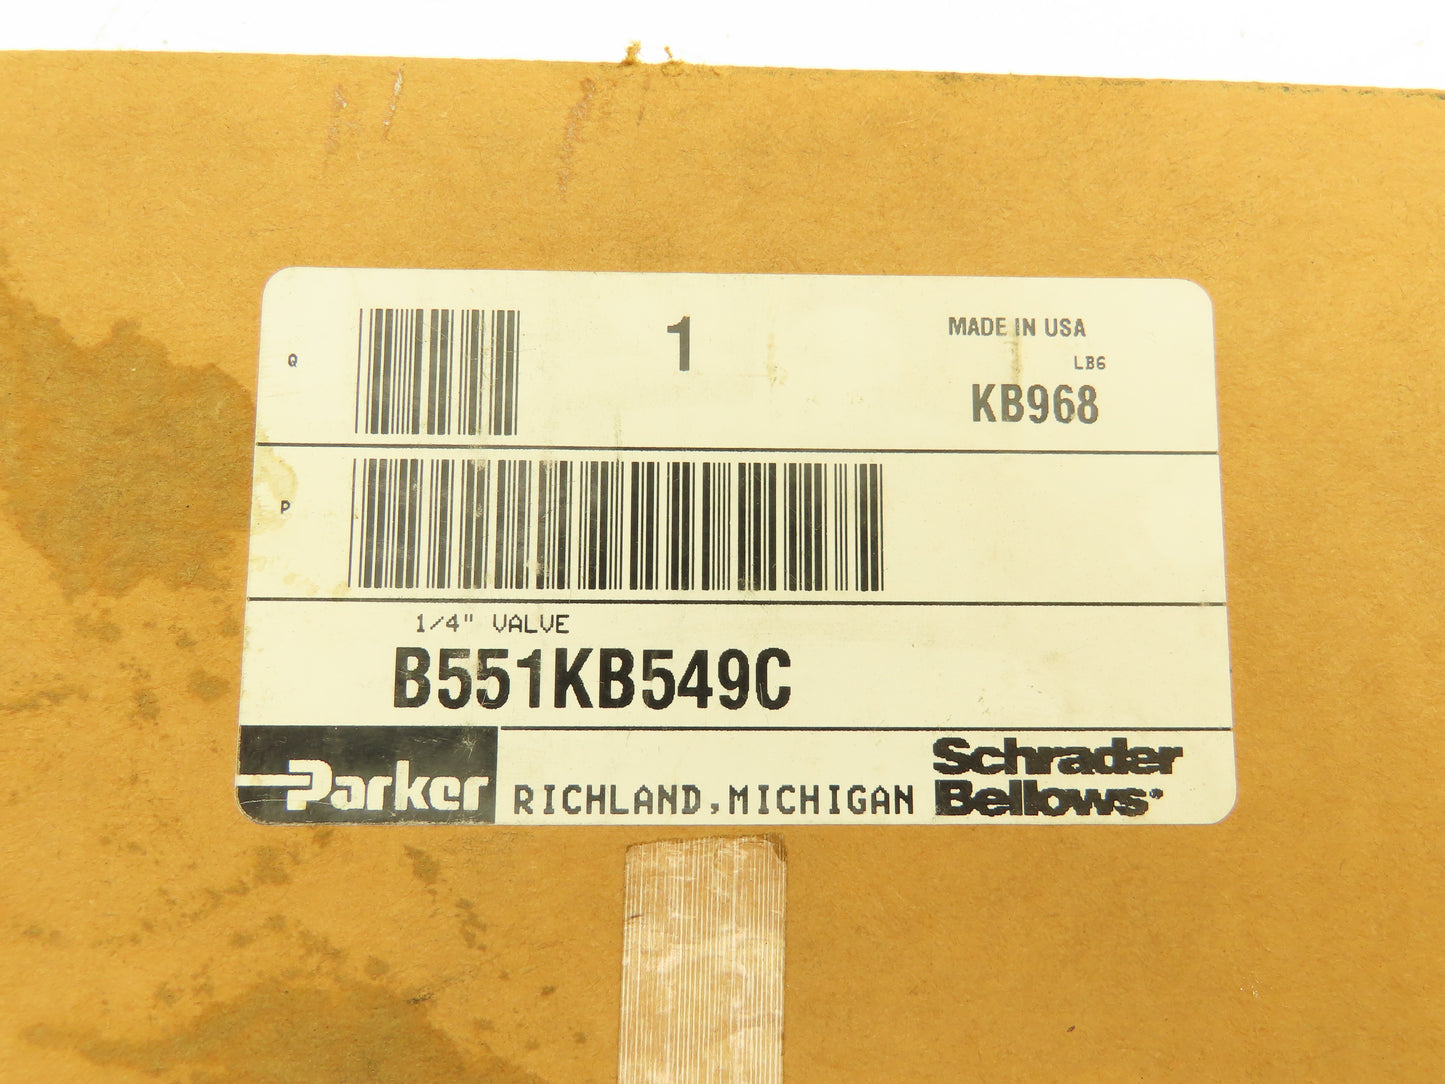 Q
1
MADE IN USA
LB6
KB968
P
1/4" VALVE
B551KB549C
Parker
RICHLAND, MICHIGAN
Schrader
Bellows